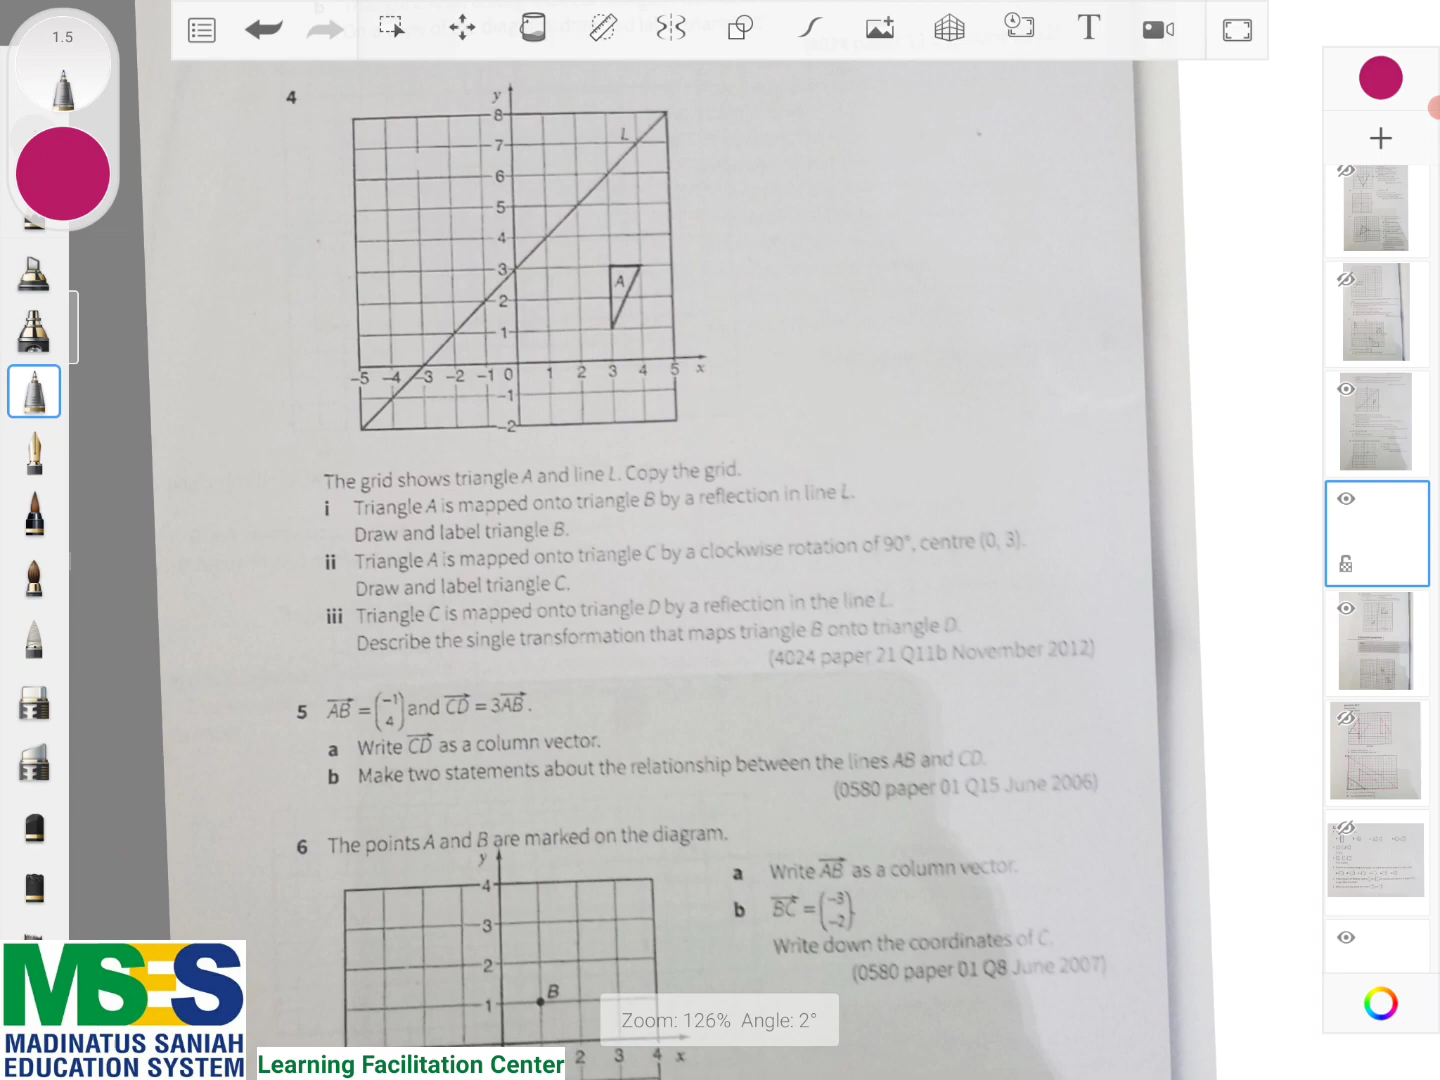 1.5
T
4
y
8
7
6
5
4
3
2
1
L
A
-5 -4 -3 -2 -1 0 1 2 3 4 5 x
-1
-2
The grid shows triangle A and line L. Copy the grid.
i Triangle A is mapped onto triangle B by a reflection in line L.
Draw and label triangle B.
ii Triangle A is mapped onto triangle C by a clockwise rotation of 90°, centre (0, 3).
Draw and label triangle C.
iii Triangle C is mapped onto triangle D by a reflection in the line L.
Describe the single transformation that maps triangle B onto triangle D.
(4024 paper 21 Q11b November 2012)
5 AB = (-1 4) and CD = 3AB.
a Write CD as a column vector.
b Make two statements about the relationship between the lines AB and CD.
(0580 paper 01 Q15 June 2006)
6 The points A and B are marked on the diagram.
y
4
3
2
1
B
2 3 4 x
a Write AB as a column vector.
b BC = (-3 -2)
Write down the coordinates of C.
(0580 paper 01 Q8 June 2007)
Zoom: 126% Angle: 2°
MSES
MADINATUS SANIAH
EDUCATION SYSTEM
Learning Facilitation Center